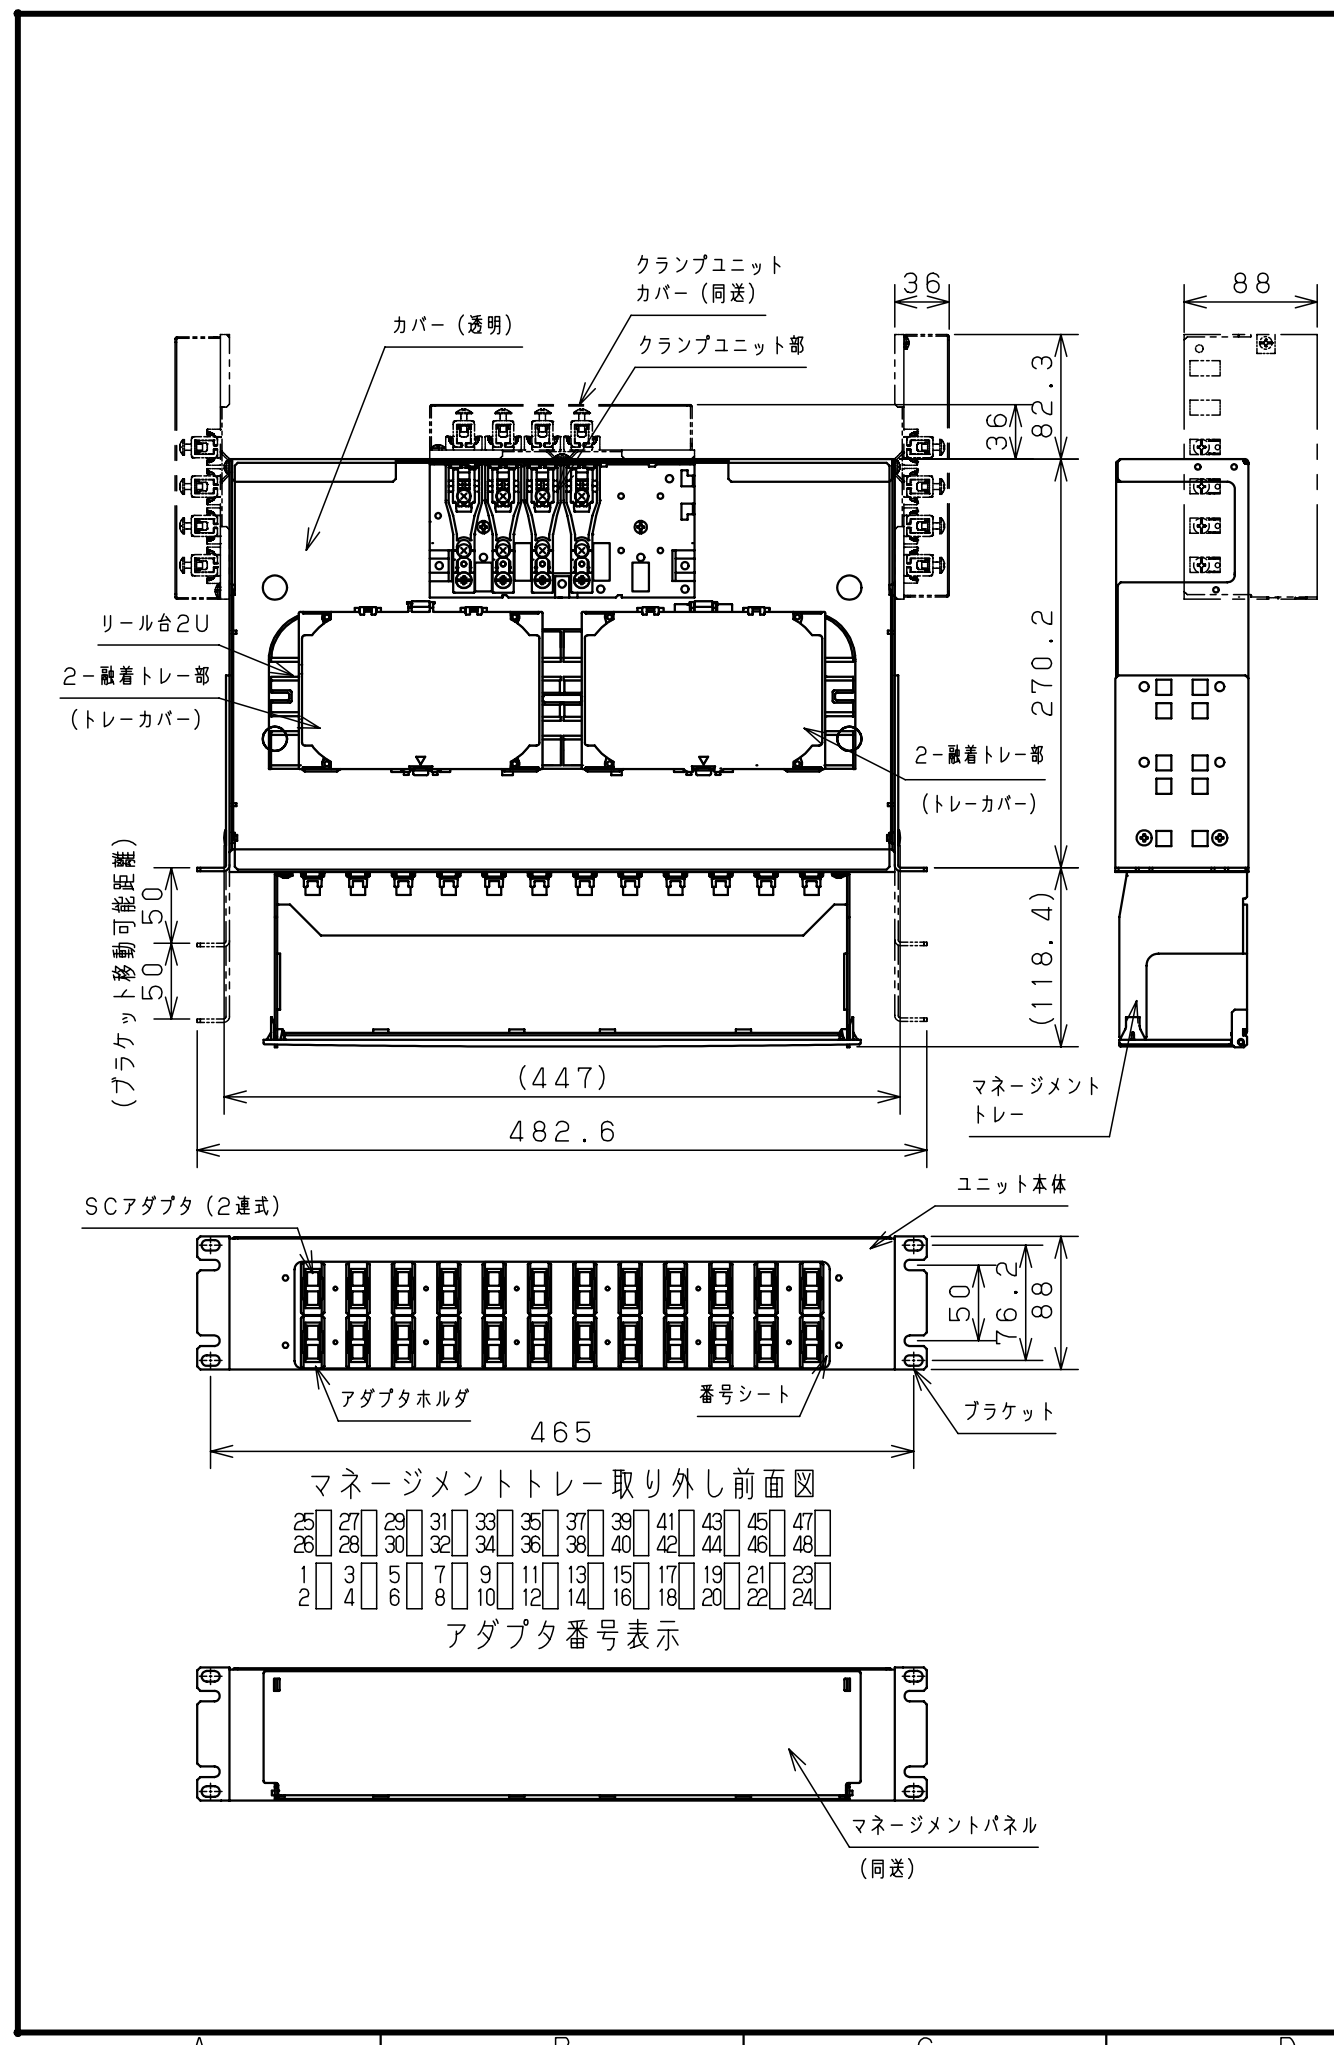 クランプユニット
カバー（同送）
36
88
カバー（透明）
クランプユニット部
82.3
36
リール台2U
2－融着トレー部
（トレーカバー）
270.2
2－融着トレー部
（トレーカバー）
（ブラケット移動可能距離）
50
50
(118.4)
(447)
マネージメント
トレー
482.6
ユニット本体
SCアダプタ（2連式）
50
76.2
88
アダプタホルダ
番号シート
ブラケット
465
マネージメントトレー取り外し前面図
25 27 29 31 33 35 37 39 41 43 45 47
26 28 30 32 34 36 38 40 42 44 46 48
1 3 5 7 9 11 13 15 17 19 21 23
2 4 6 8 10 12 14 16 18 20 22 24
アダプタ番号表示
マネージメントパネル
（同送）
A B C D